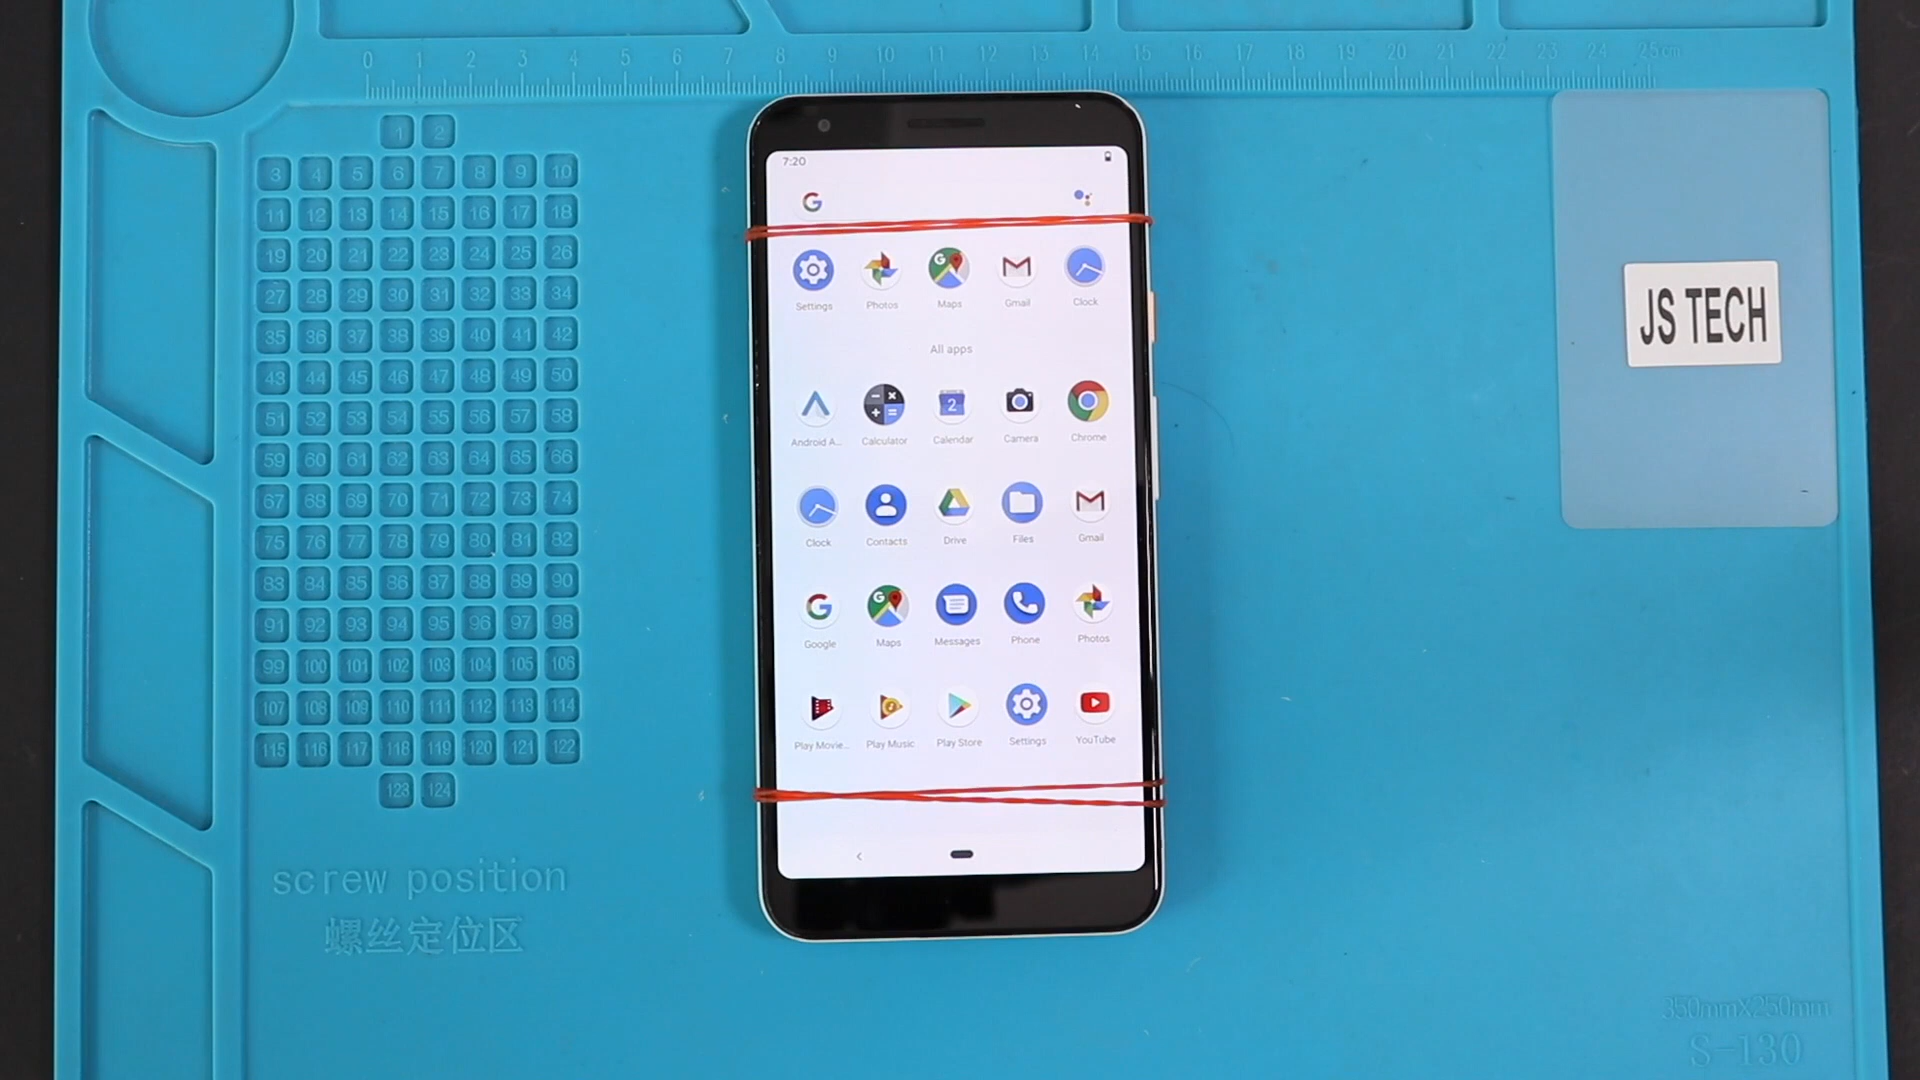 0 1 2 3 4 5 6 7 8 9 10 11 12 13 14 15 16 17 18 19 20 21 22 23 24 25cm
1 2
3 4 5 6 7 8 9 10
11 12 13 14 15 16 17 18
19 20 21 22 23 24 25 26
27 28 29 30 31 32 33 34
35 36 37 38 39 40 41 42
43 44 45 46 47 48 49 50
51 52 53 54 55 56 57 58
59 60 61 62 63 64 65 66
67 68 69 70 71 72 73 74
75 76 77 78 79 80 81 82
83 84 85 86 87 88 89 90
91 92 93 94 95 96 97 98
99 100 101 102 103 104 105 106
107 108 109 110 111 112 113 114
115 116 117 118 119 120 121 122
123 124
screw position
螺丝定位区
7:20
G
Settings Photos Maps Gmail Clock
All apps
2
Android A... Calculator Calendar Camera Chrome
Clock Contacts Drive Files Gmail
Google Maps Messages Phone Photos
Play Movie... Play Music Play Store Settings YouTube
JS TECH
350mmX250mm
S-130